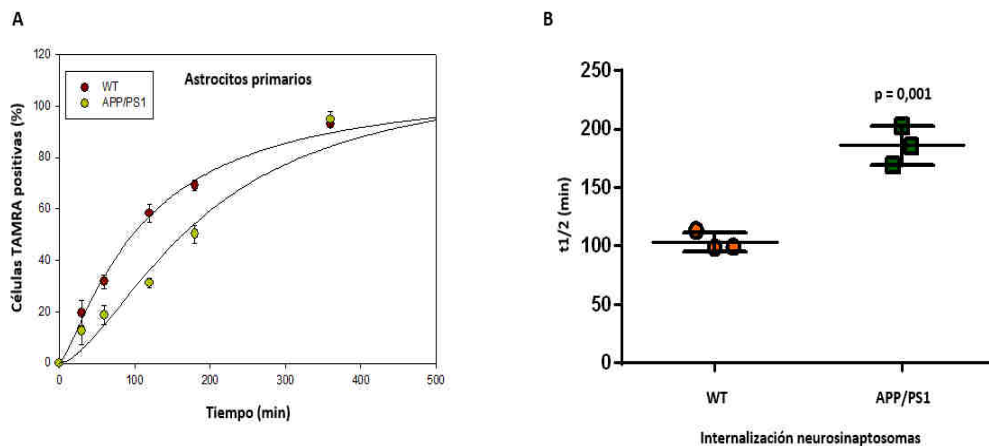 A
Células TAMRA positivas (%)
120
100
80
60
40
20
0
WT
APP/PS1
Astrocitos primarios
0 100 200 300 400 500
Tiempo (min)
B
t1/2 (min)
250
200
150
100
50
0
p = 0,001
WT APP/PS1
Internalización neurosinaptosomas